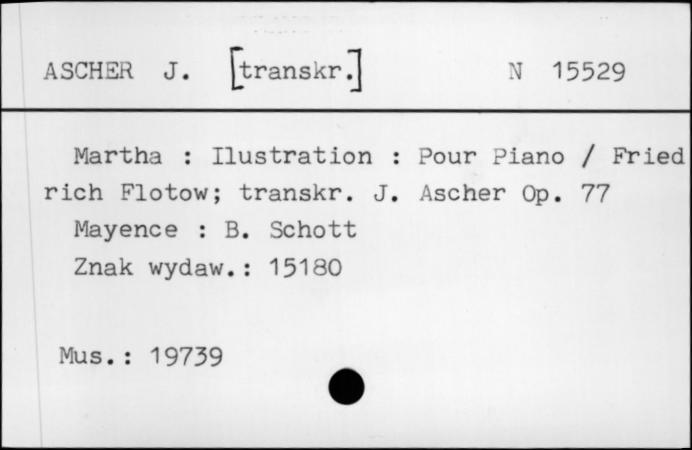 ASCHER J. [transkr.] N 15529
Martha : Ilustration : Pour Piano / Fried
rich Flotow; transkr. J. Ascher Op. 77
Mayence : B. Schott
Znak wydaw.: 15180
Mus.: 19739